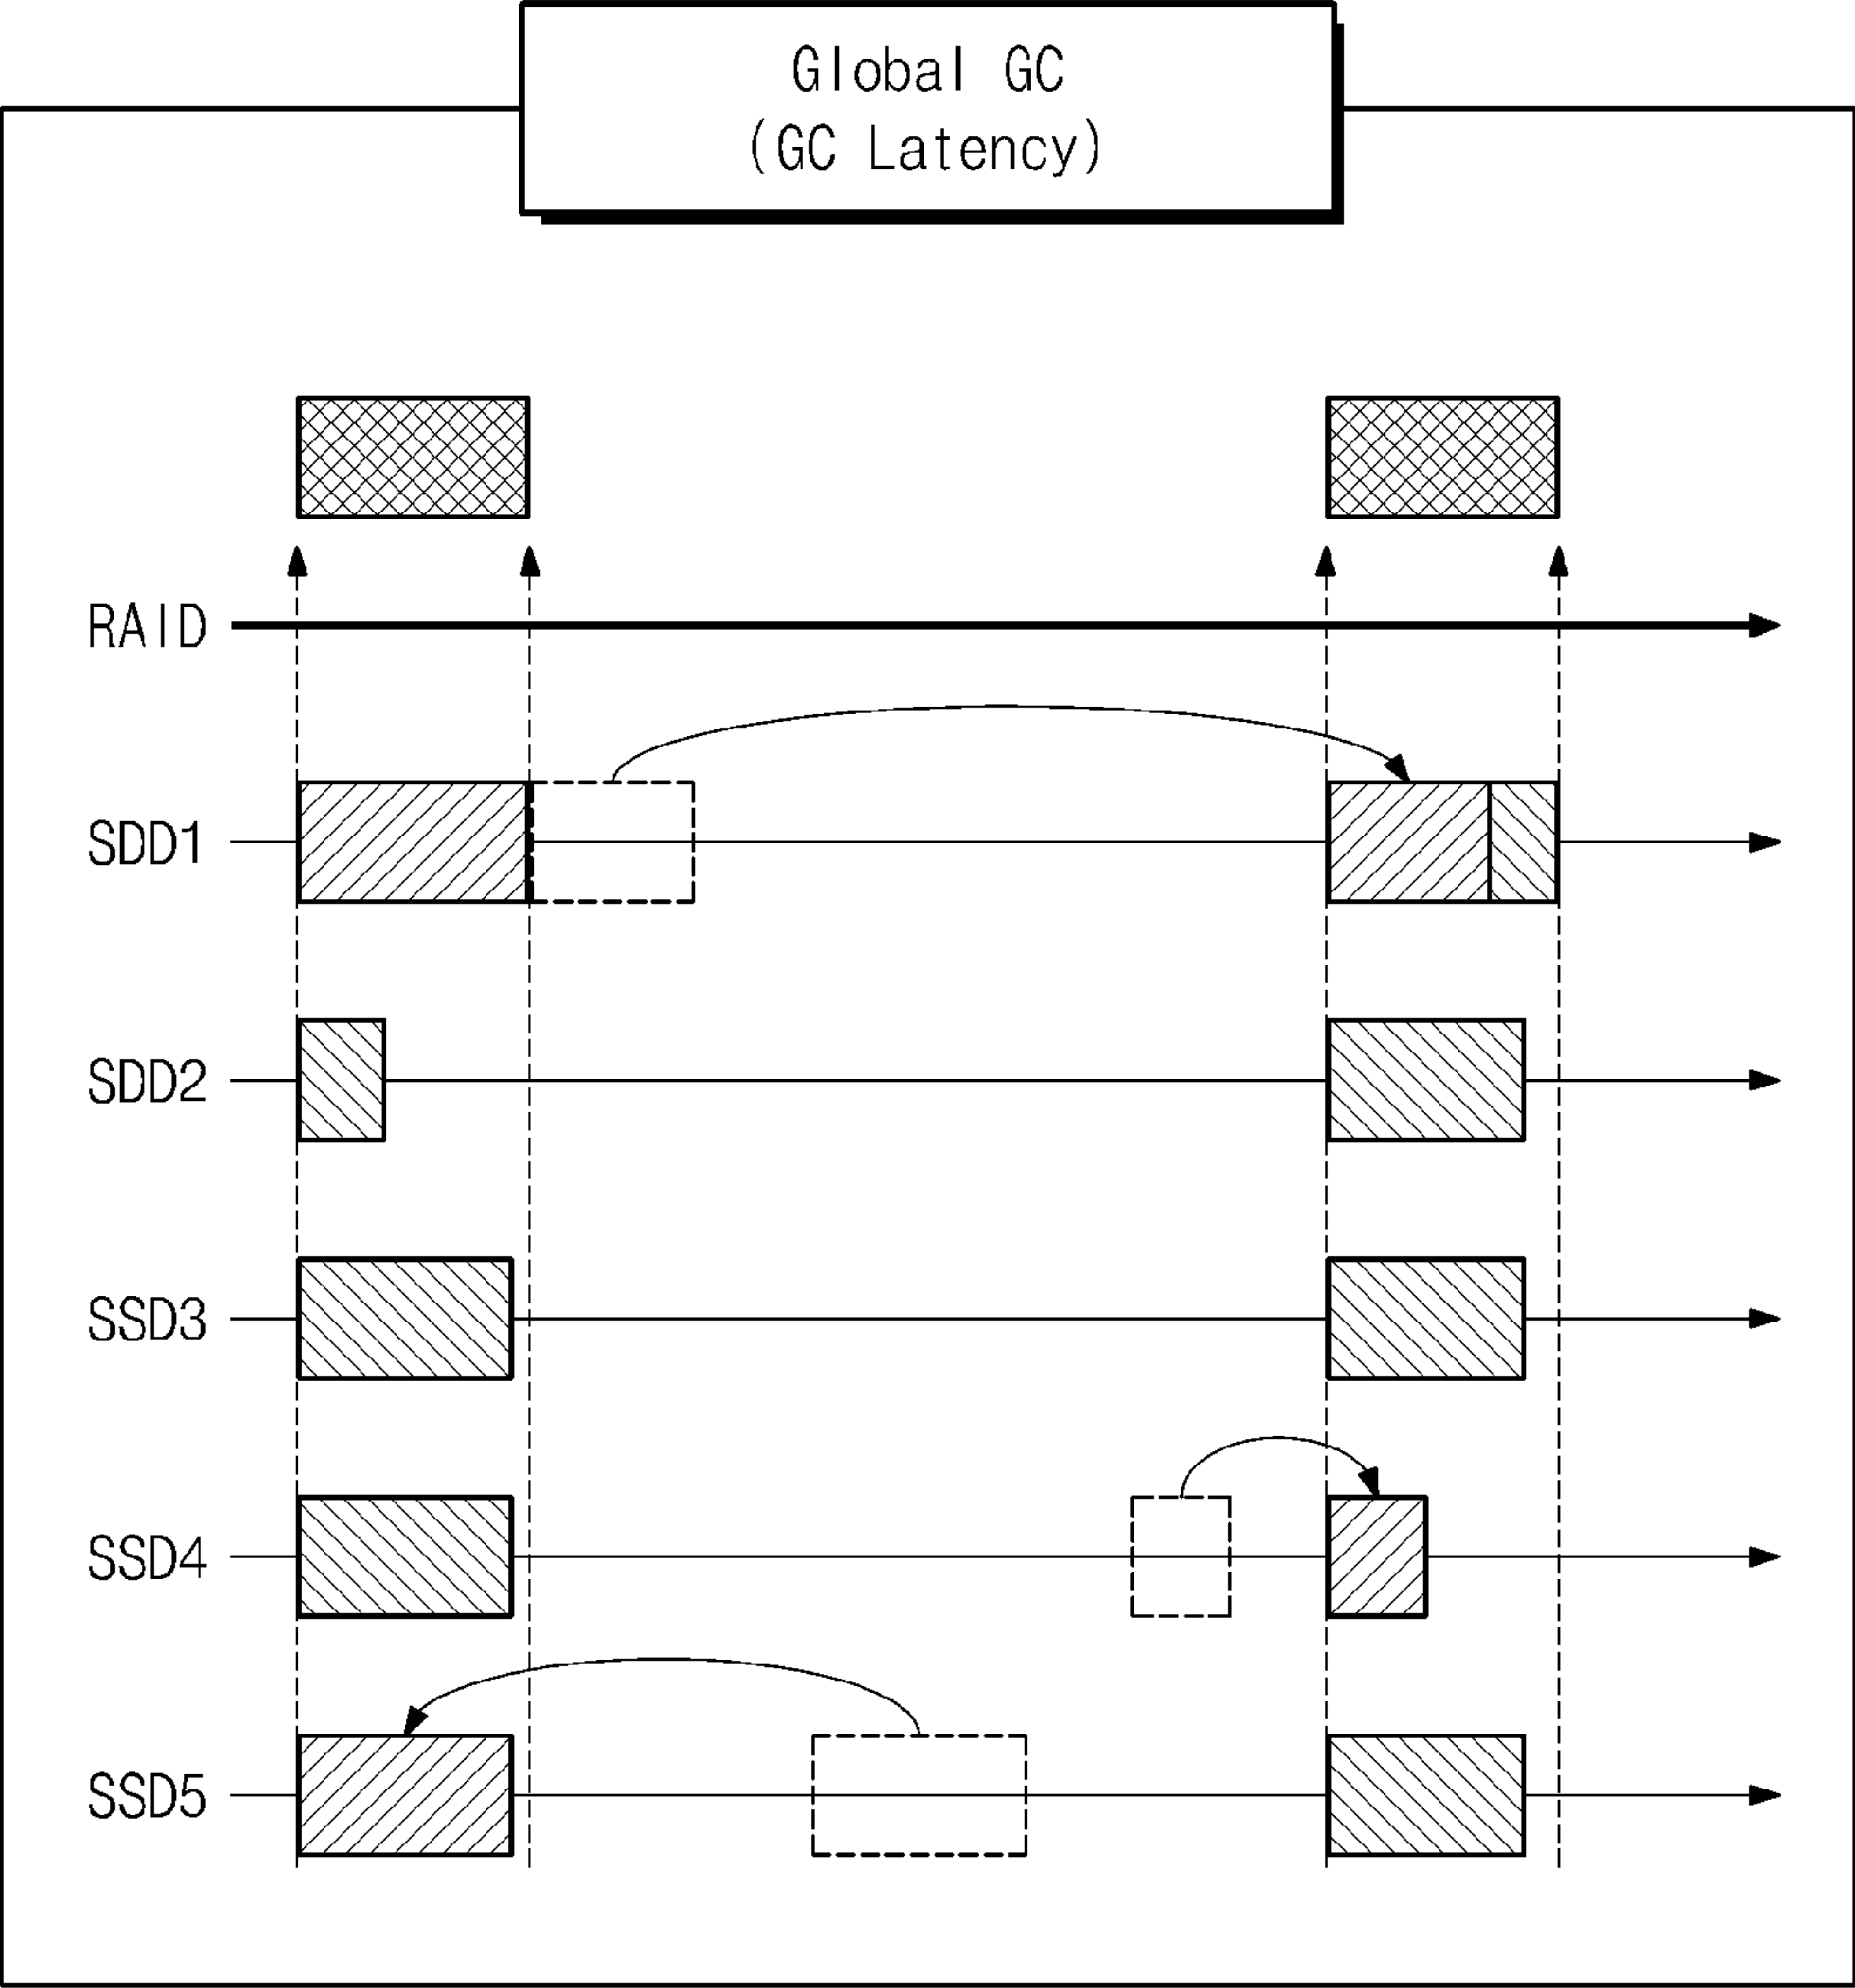 Global GC
(GC Latency)
RAID
SDD1
SDD2
SSD3
SSD4
SSD5